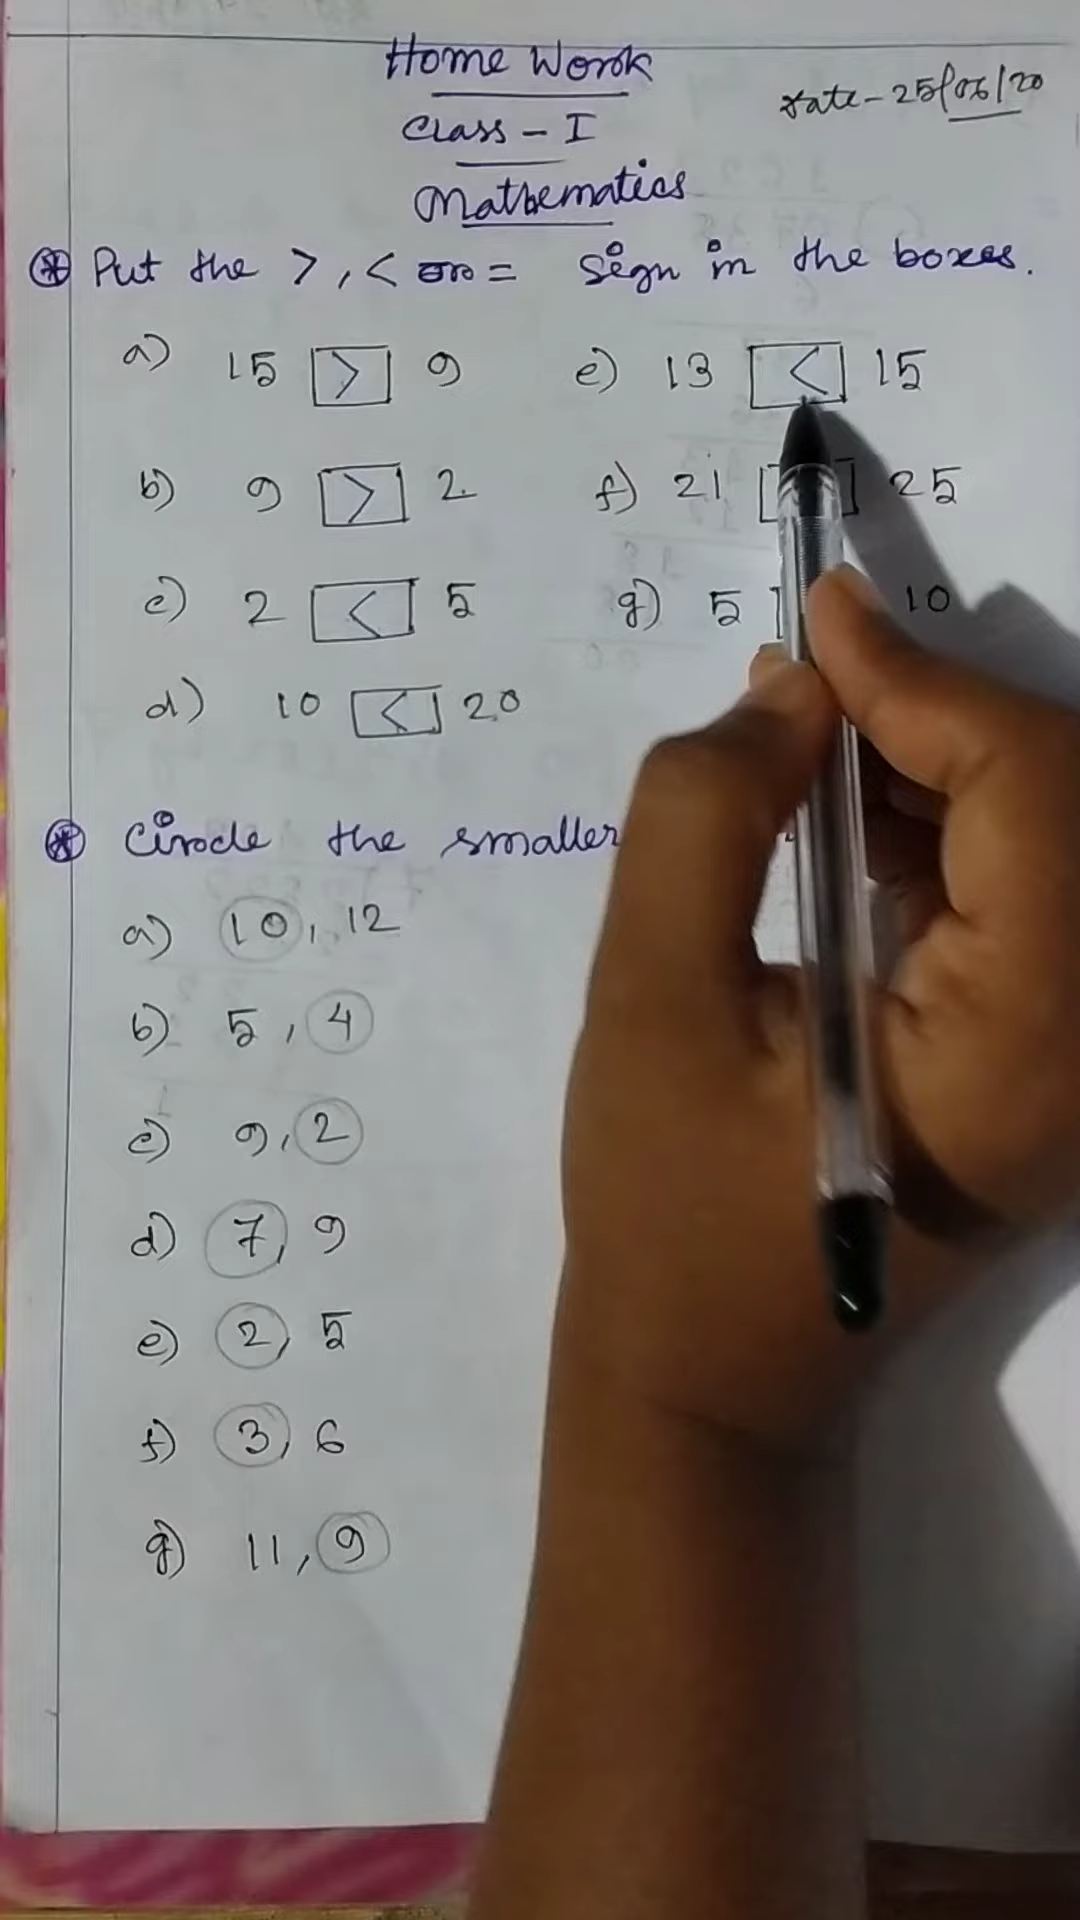 Home Work
Date-25/06/20
Class - I
Mathematics
Put the >, < or = sign in the boxes.
a) 15 > 9 e) 13 < 15
b) 9 > 2 f) 21 25
c) 2 < 5 g) 5 10
d) 10 < 20
Circle the smaller
a) 10, 12
b) 5, 4
c) 9, 2
d) 7, 9
e) 2, 5
f) 3, 6
g) 11, 9